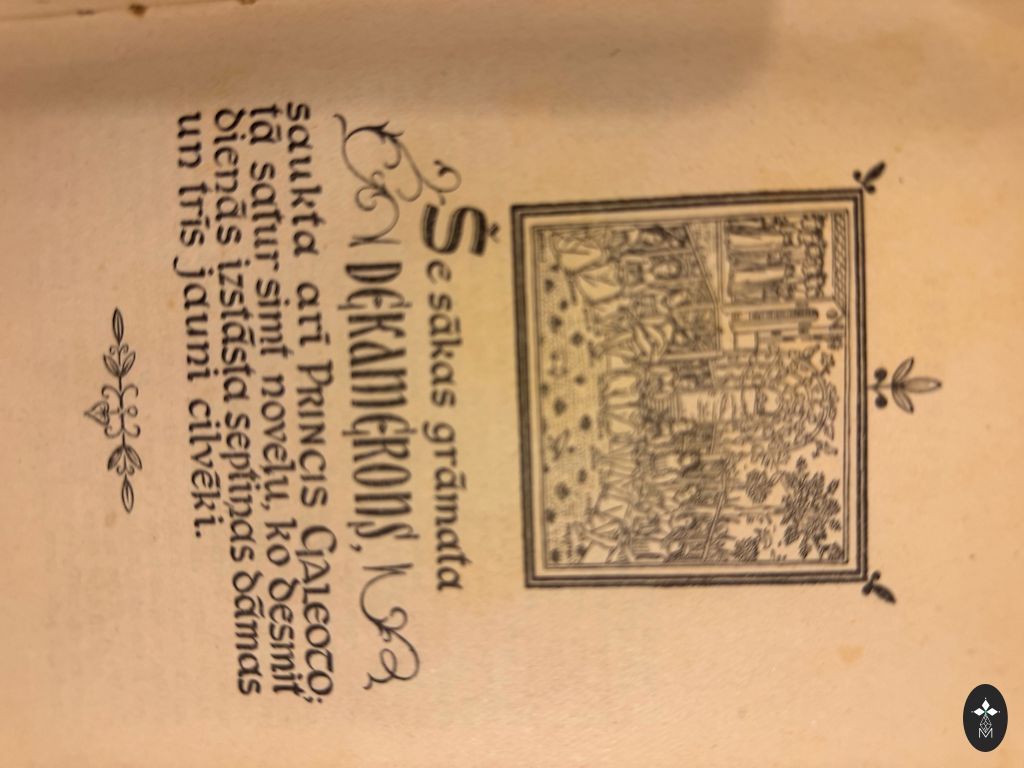 Še sākas grāmata
DEKAMERONS,
saukta arī PRINCIS GALEOTO;
tā satur simt noveļu, ko desmit
dienās izstāsta septiņas dāmas
un trīs jauni cilvēki.
M